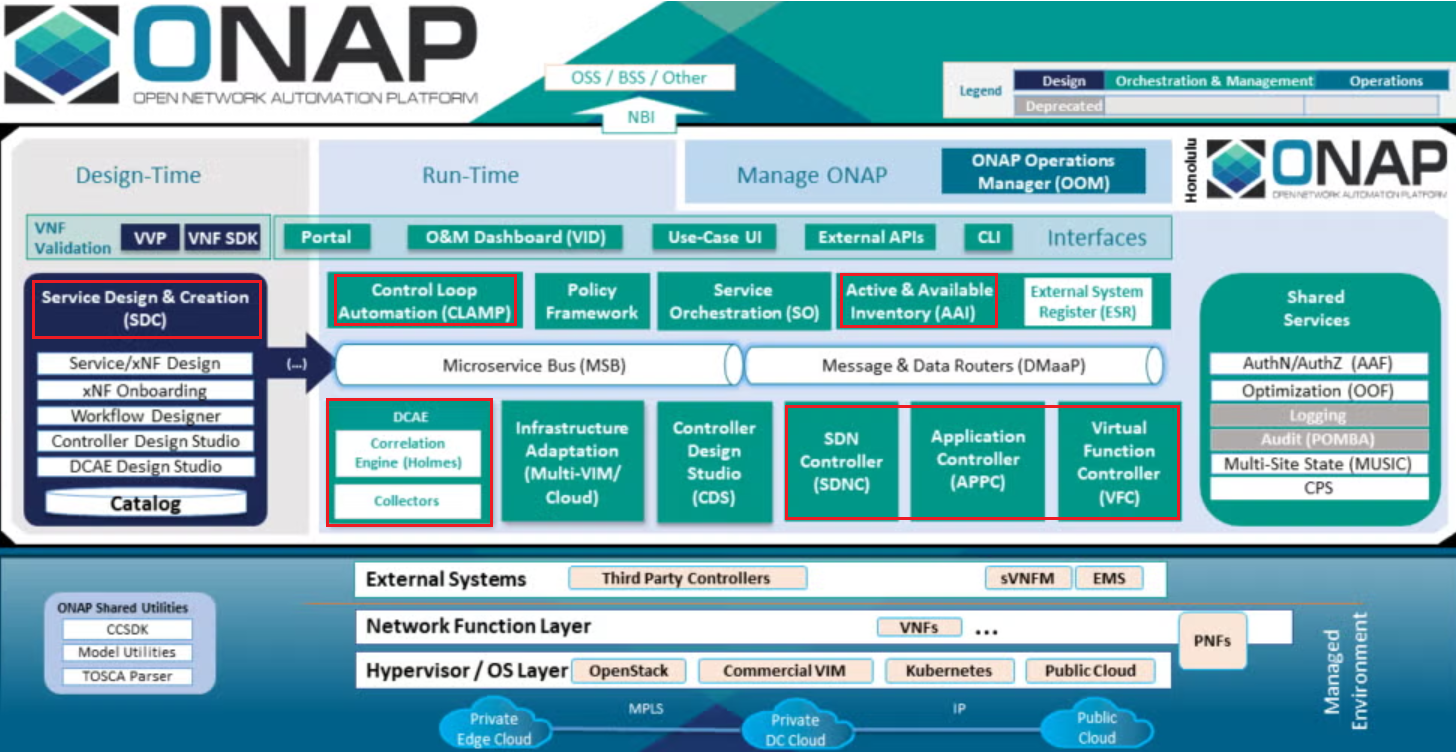 ONAP
OPEN NETWORK AUTOMATION PLATFORM
OSS / BSS / Other
NBI
Legend
Design
Orchestration & Management
Operations
Deprecated
Design-Time
Run-Time
Manage ONAP
ONAP Operations
Manager (OOM)
Honolulu
ONAP
OPEN NETWORK AUTOMATION PLATFORM
VNF
Validation
VVP
VNF SDK
Portal
O&M Dashboard (VID)
Use-Case UI
External APIs
CLI
Interfaces
Service Design & Creation
(SDC)
Service/xNF Design
xNF Onboarding
Workflow Designer
Controller Design Studio
DCAE Design Studio
Catalog
(...)
Control Loop
Automation (CLAMP)
Policy
Framework
Service
Orchestration (SO)
Active & Available
Inventory (AAI)
External System
Register (ESR)
Microservice Bus (MSB)
Message & Data Routers (DMaaP)
DCAE
Correlation
Engine (Holmes)
Collectors
Infrastructure
Adaptation
(Multi-VIM/
Cloud)
Controller
Design
Studio
(CDS)
SDN
Controller
(SDNC)
Application
Controller
(APPC)
Virtual
Function
Controller
(VFC)
Shared
Services
AuthN/AuthZ (AAF)
Optimization (OOF)
Logging
Audit (POMBA)
Multi-Site State (MUSIC)
CPS
ONAP Shared Utilities
CCSDK
Model Utilities
TOSCA Parser
External Systems
Third Party Controllers
sVNFM
EMS
Network Function Layer
VNFs
...
PNFs
Hypervisor / OS Layer
OpenStack
Commercial VIM
Kubernetes
Public Cloud
Private
Edge Cloud
MPLS
Private
DC Cloud
IP
Public
Cloud
Managed
Environment